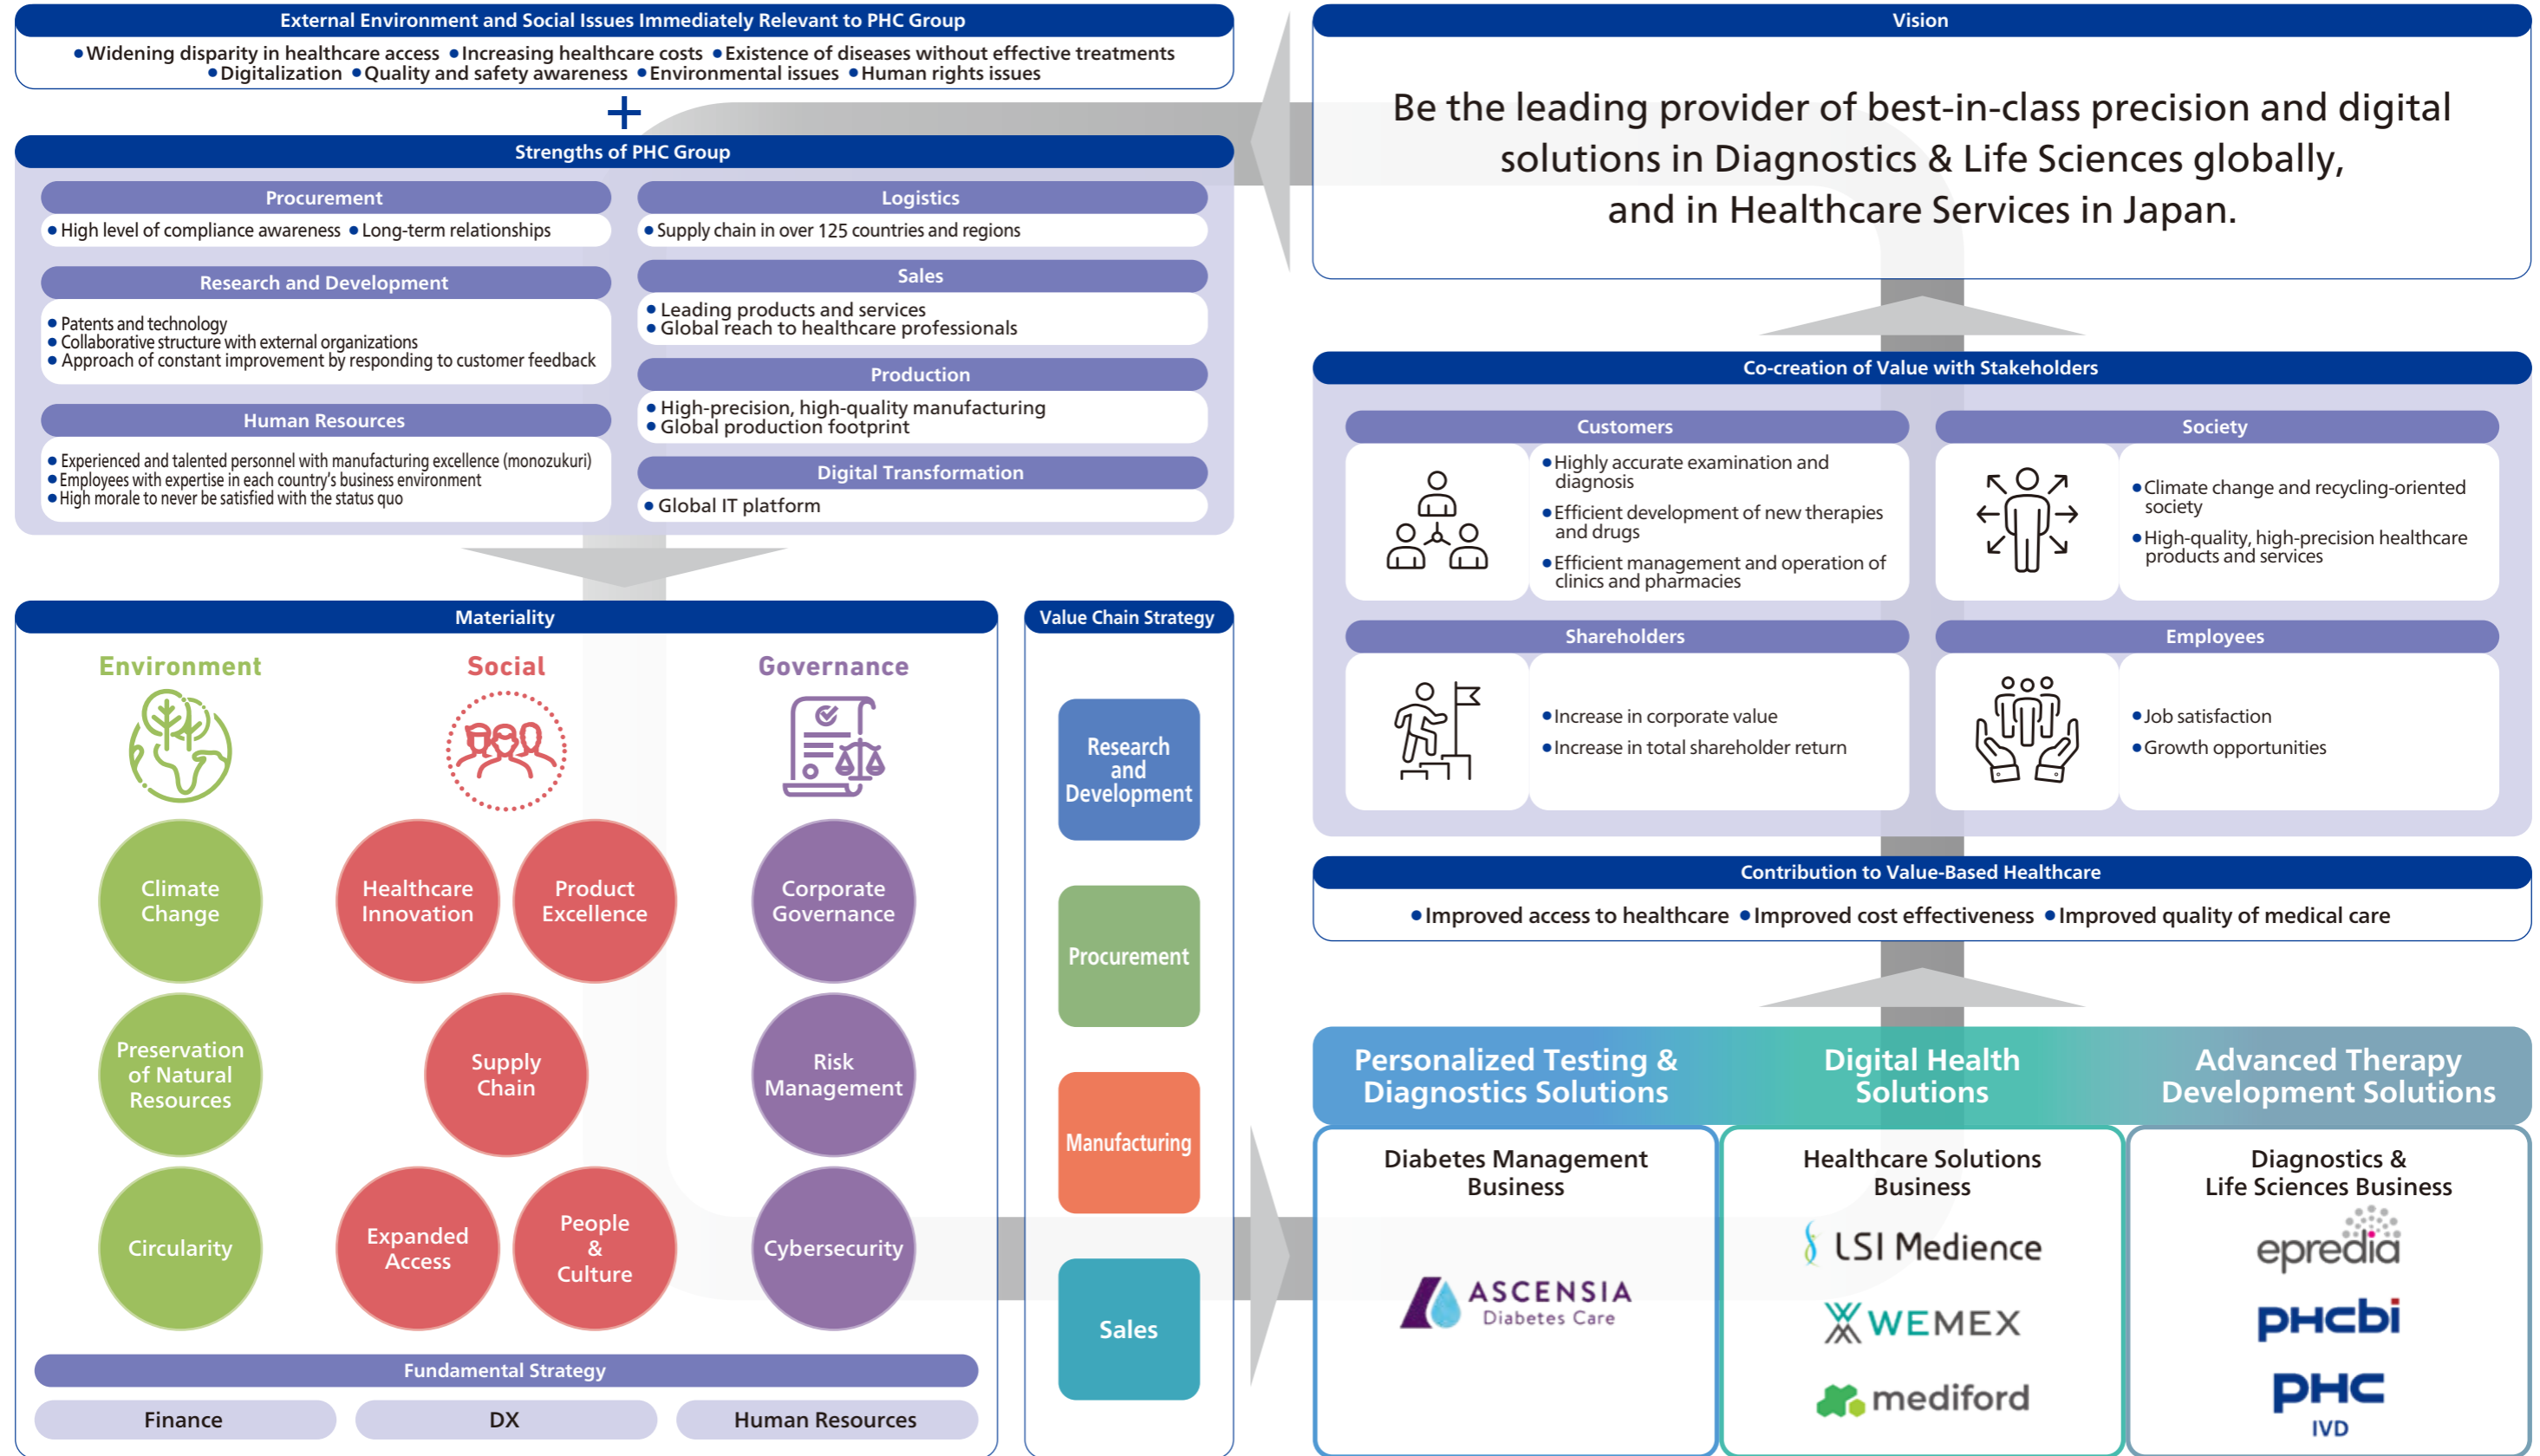 External Environment and Social Issues Immediately Relevant to PHC Group
●Widening disparity in healthcare access ●Increasing healthcare costs ●Existence of diseases without effective treatments
●Digitalization ●Quality and safety awareness ●Environmental issues ●Human rights issues
+
Strengths of PHC Group
Procurement
●High level of compliance awareness ●Long-term relationships
Research and Development
●Patents and technology
●Collaborative structure with external organizations
●Approach of constant improvement by responding to customer feedback
Human Resources
●Experienced and talented personnel with manufacturing excellence (monozukuri)
●Employees with expertise in each country's business environment
●High morale to never be satisfied with the status quo
Logistics
●Supply chain in over 125 countries and regions
Sales
●Leading products and services
●Global reach to healthcare professionals
Production
●High-precision, high-quality manufacturing
●Global production footprint
Digital Transformation
●Global IT platform
Materiality
Environment
Climate
Change
Preservation
of Natural
Resources
Circularity
Social
Healthcare
Innovation
Product
Excellence
Supply
Chain
Expanded
Access
People
&
Culture
Governance
Corporate
Governance
Risk
Management
Cybersecurity
Fundamental Strategy
Finance
DX
Human Resources
Value Chain Strategy
Research
and
Development
Procurement
Manufacturing
Sales
Vision
Be the leading provider of best-in-class precision and digital
solutions in Diagnostics & Life Sciences globally,
and in Healthcare Services in Japan.
Co-creation of Value with Stakeholders
Customers
●Highly accurate examination and
diagnosis
●Efficient development of new therapies
and drugs
●Efficient management and operation of
clinics and pharmacies
Society
●Climate change and recycling-oriented
society
●High-quality, high-precision healthcare
products and services
Shareholders
●Increase in corporate value
●Increase in total shareholder return
Employees
●Job satisfaction
●Growth opportunities
Contribution to Value-Based Healthcare
●Improved access to healthcare ●Improved cost effectiveness ●Improved quality of medical care
Personalized Testing &
Diagnostics Solutions
Diabetes Management
Business
ASCENSIA
Diabetes Care
Digital Health
Solutions
Healthcare Solutions
Business
LSI Medience
WEMEX
mediford
Advanced Therapy
Development Solutions
Diagnostics &
Life Sciences Business
epredia
PHCbi
PHC
IVD